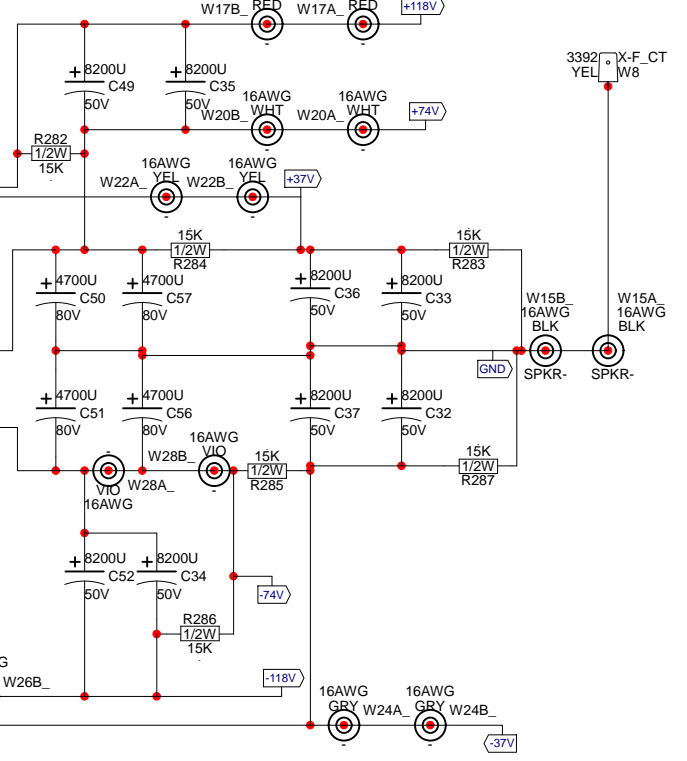 W17B_ RED W17A_ RED +118V
3392 X-F_CT
YEL W8
8200U 8200U
C49 C35
50V 50V
16AWG 16AWG
WHT WHT
W20B_ W20A_ +74V
R282
1/2W
15K
16AWG 16AWG
YEL YEL
W22A_ W22B_ +37V
15K 15K
1/2W 1/2W
R284 R283
4700U 4700U 8200U 8200U
C50 C57 C36 C33
80V 80V 50V 50V
W15B_ W15A_
16AWG 16AWG
BLK BLK
GND
SPKR- SPKR-
4700U 4700U 8200U 8200U
C51 C56 C37 C32
80V 80V 50V 50V
16AWG
VIO
W28B_
15K 15K
1/2W 1/2W
R285 R287
W28A_
VIO
16AWG
8200U 8200U
C52 C34
50V 50V
-74V
R286
1/2W
15K
G
W26B_
-118V
16AWG 16AWG
GRY GRY
W24A_ W24B_
-37V